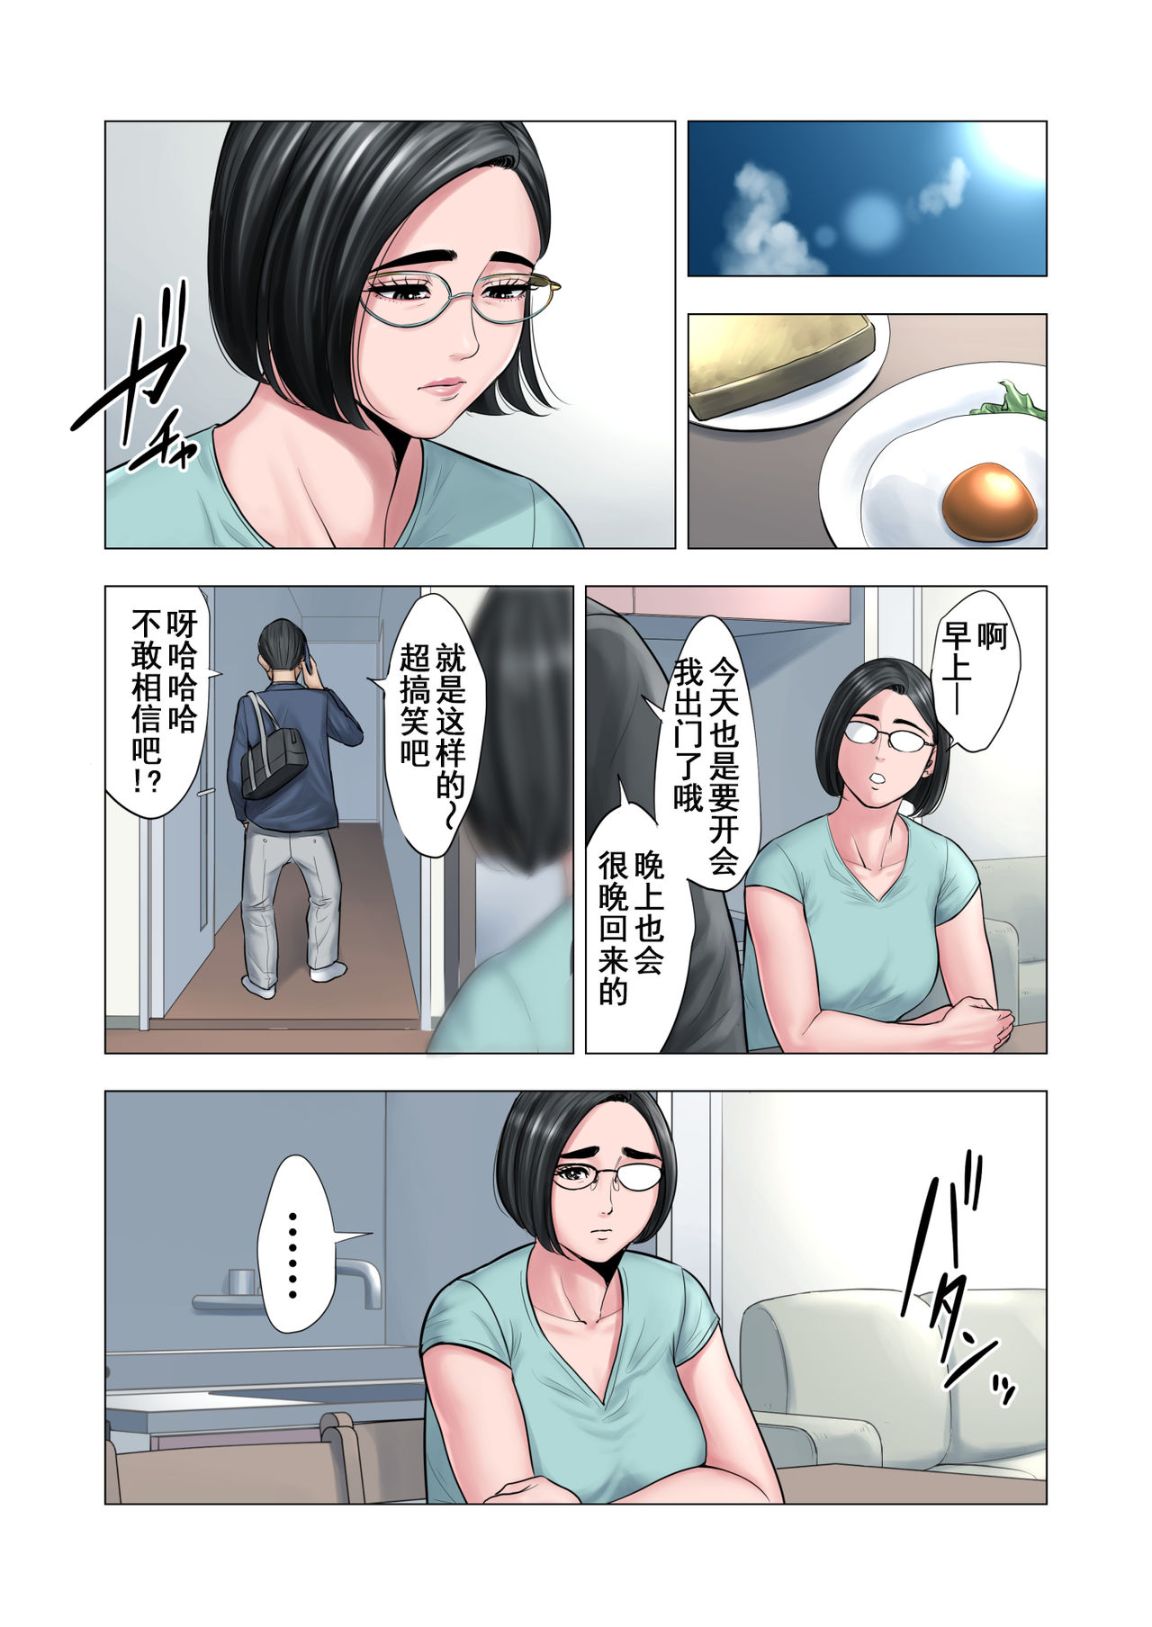 ガチャ
啊
早上—
今天也是要开会
我出门了哦
晚上也会
很晚回来的
就是这样的～
超搞笑吧
呀哈哈哈
不敢相信吧!?
バタンッ
……